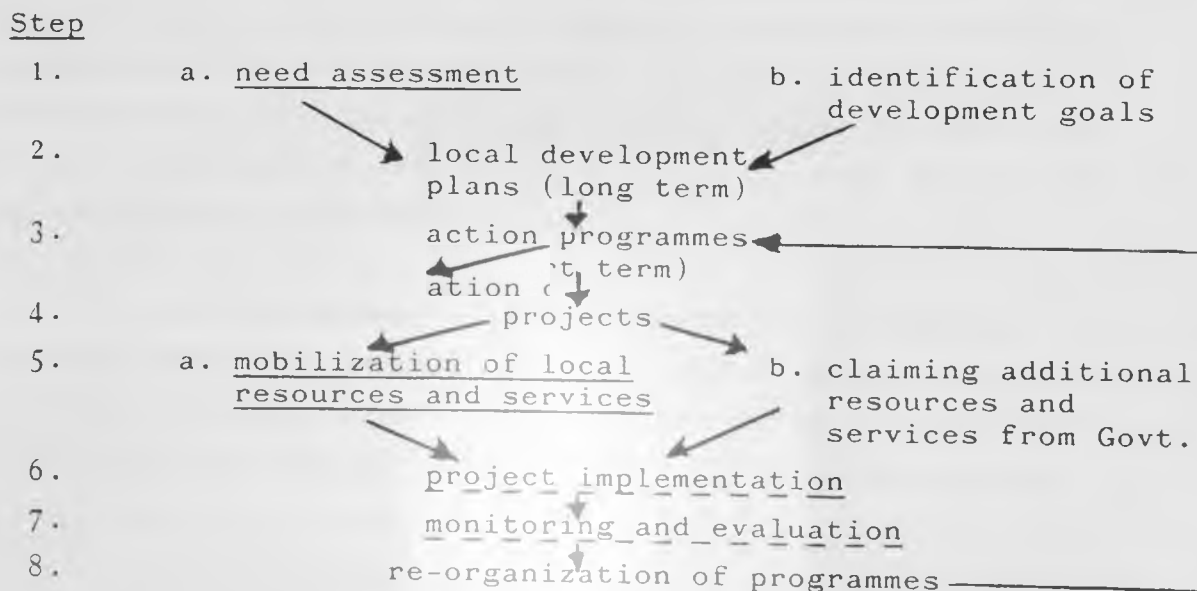 Step
1. a. need assessment b. identification of
development goals
2. local development
plans (long term)
3. action programmes
t term)
ation
4. projects
5. a. mobilization of local b. claiming additional
resources and services resources and
services from Govt.
6. project implementation
7. monitoring and evaluation
8. re-organization of programmes